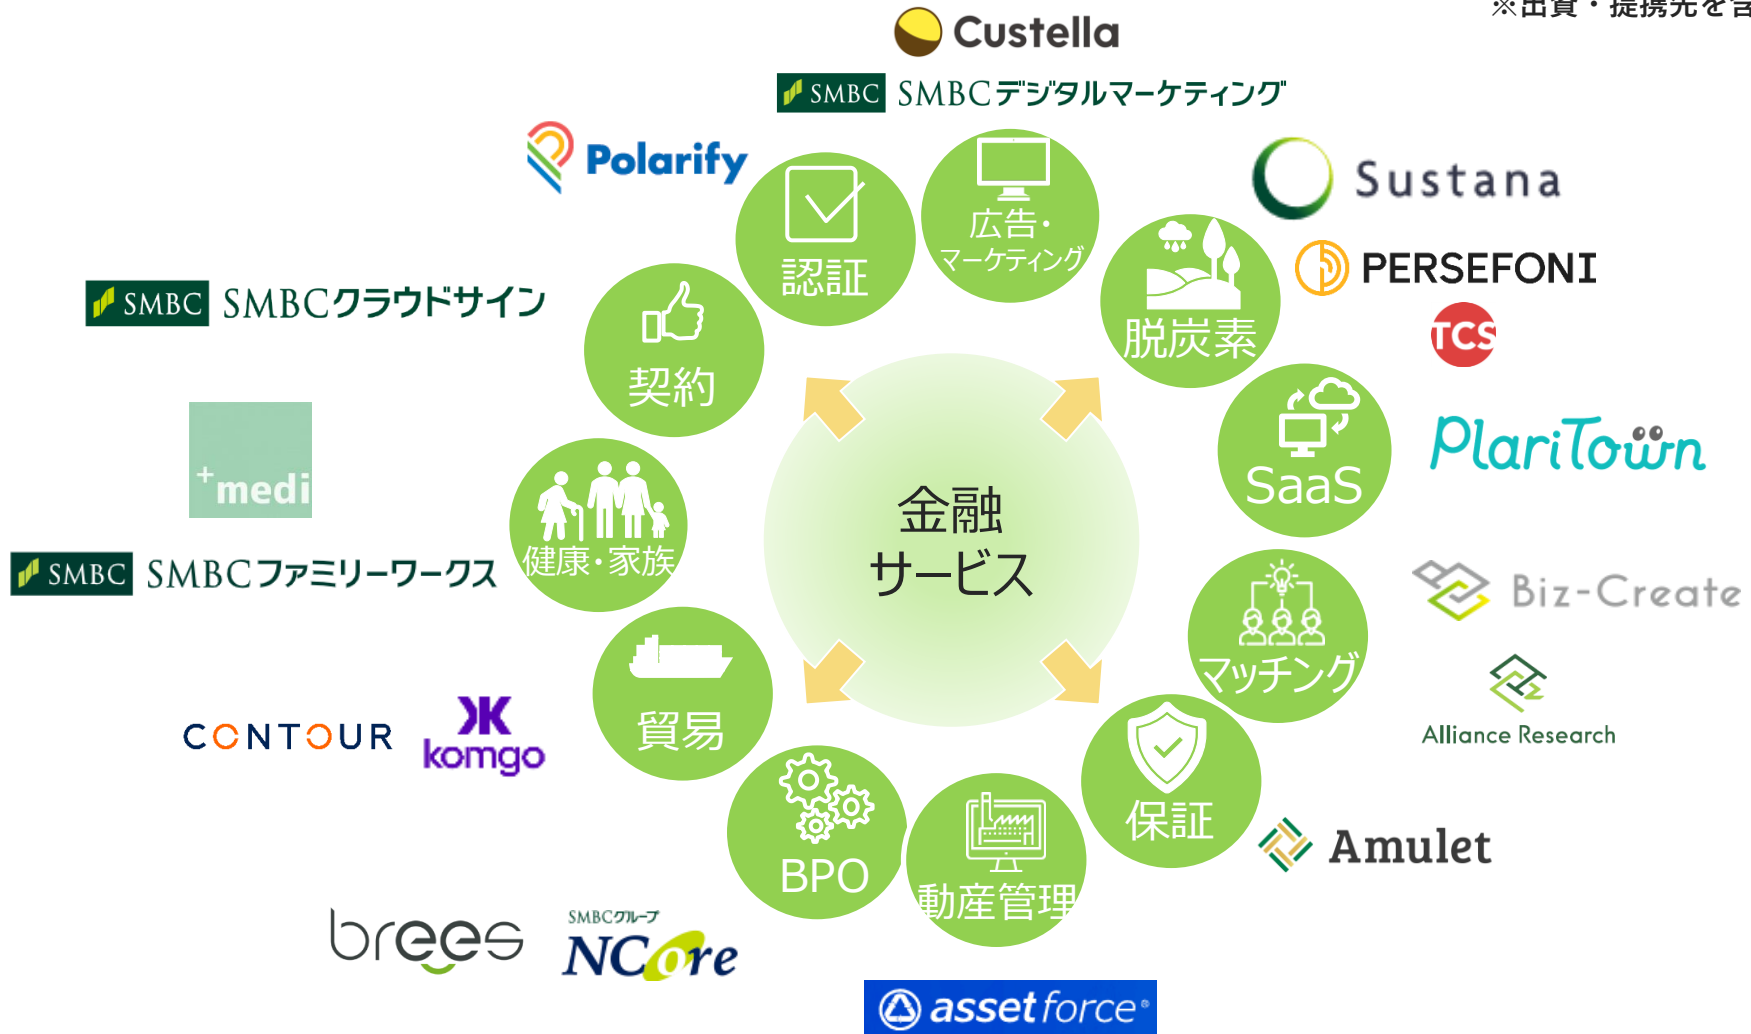 ※出資・提携先を含
Custella
SMBC SMBCデジタルマーケティング
Polarify
認証
広告・
マーケティング
Sustana
PERSEFONI
TCS
脱炭素
SMBC SMBCクラウドサイン
契約
SaaS
PlariTown
+medi
健康・家族
SMBC SMBCファミリーワークス
金融
サービス
マッチング
Biz-Create
Alliance Research
CONTOUR
komgo
貿易
保証
Amulet
BPO
動産管理
brees
SMBCグループ
NCore
assetforce®